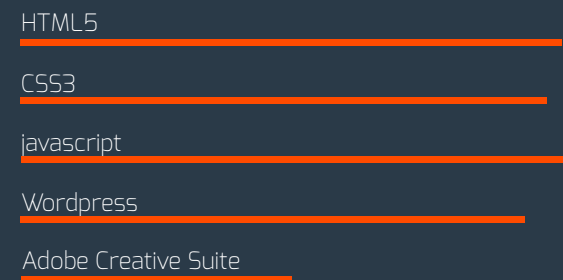 HTML5
CSS3
javascript
Wordpress
Adobe Creative Suite